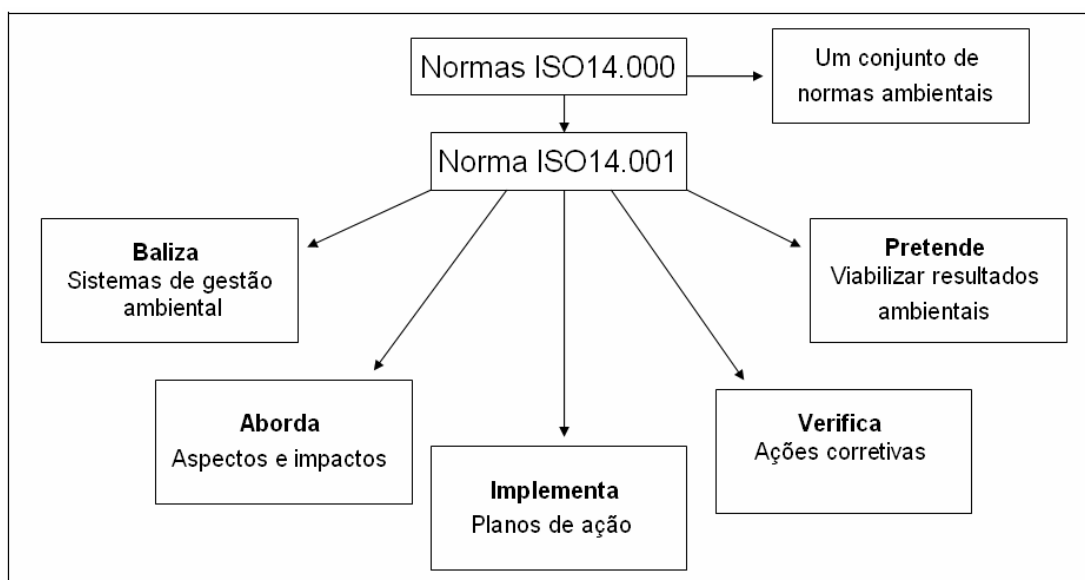 Normas ISO14.000
Um conjunto de
normas ambientais
Norma ISO14.001
Baliza
Sistemas de gestão
ambiental
Pretende
Viabilizar resultados
ambientais
Aborda
Aspectos e impactos
Verifica
Ações corretivas
Implementa
Planos de ação